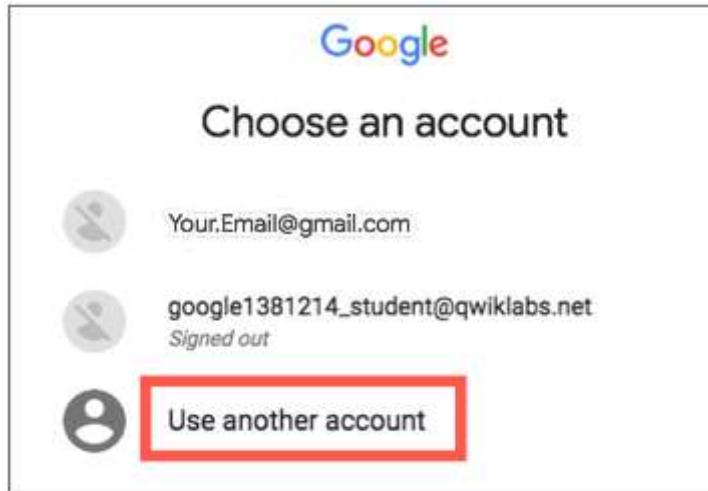 Google
Choose an account
Your.Email@gmail.com
google1381214_student@qwiklabs.net
Signed out
Use another account